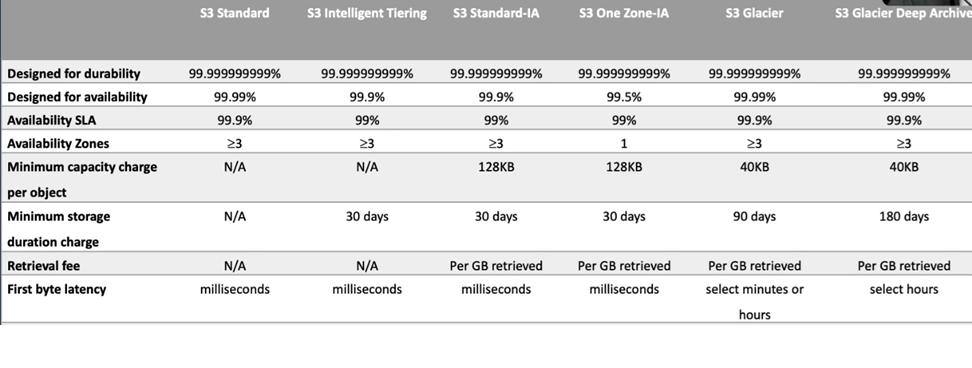 S3 Standard S3 Intelligent Tiering S3 Standard-IA S3 One Zone-IA S3 Glacier S3 Glacier Deep Archive
Designed for durability 99.999999999% 99.999999999% 99.999999999% 99.999999999% 99.999999999% 99.999999999%
Designed for availability 99.99% 99.9% 99.9% 99.5% 99.99% 99.99%
Availability SLA 99.9% 99% 99% 99% 99.9% 99.9%
Availability Zones ≥3 ≥3 ≥3 1 ≥3 ≥3
Minimum capacity charge N/A N/A 128KB 128KB 40KB 40KB
per object
Minimum storage N/A 30 days 30 days 30 days 90 days 180 days
duration charge
Retrieval fee N/A N/A Per GB retrieved Per GB retrieved Per GB retrieved Per GB retrieved
First byte latency milliseconds milliseconds milliseconds milliseconds select minutes or select hours
hours